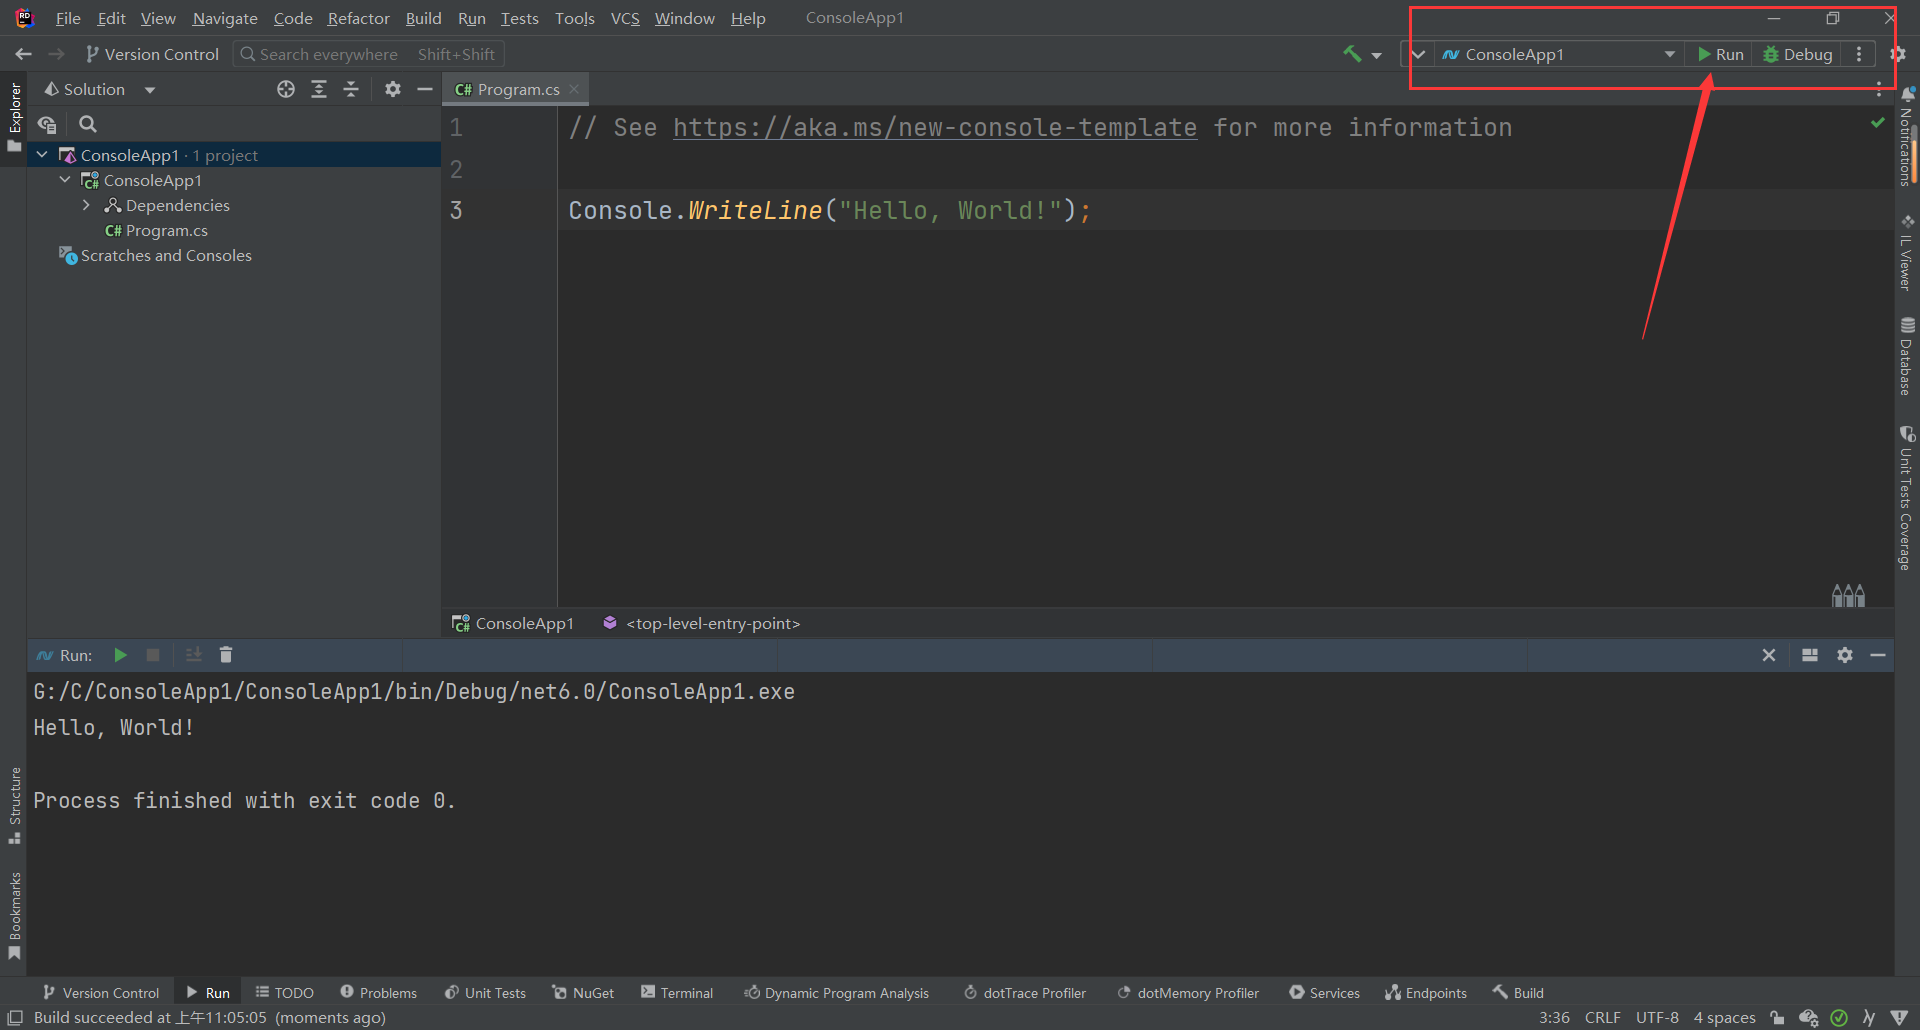 RD File Edit View Navigate Code Refactor Build Run Tests Tools VCS Window Help ConsoleApp1
Version Control Search everywhere Shift+Shift ConsoleApp1 Run Debug
Solution C# Program.cs
ConsoleApp1 · 1 project
C# ConsoleApp1
Dependencies
C# Program.cs
Scratches and Consoles
1 // See https://aka.ms/new-console-template for more information
2
3 Console.WriteLine("Hello, World!");
C# ConsoleApp1 <top-level-entry-point>
Run:
G:/C/ConsoleApp1/ConsoleApp1/bin/Debug/net6.0/ConsoleApp1.exe
Hello, World!
Process finished with exit code 0.
Explorer
Structure
Bookmarks
Notifications
IL Viewer
Database
Unit Tests Coverage
Version Control Run TODO Problems Unit Tests NuGet Terminal Dynamic Program Analysis dotTrace Profiler dotMemory Profiler Services Endpoints Build
Build succeeded at 上午11:05:05 (moments ago) 3:36 CRLF UTF-8 4 spaces